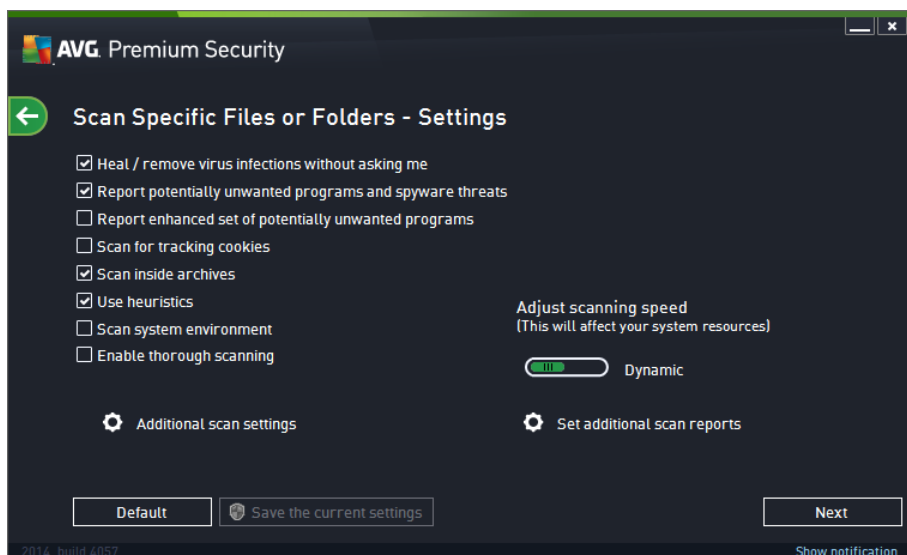 AVG. Premium Security
Scan Specific Files or Folders - Settings
Heal / remove virus infections without asking me
Report potentially unwanted programs and spyware threats
Report enhanced set of potentially unwanted programs
Scan for tracking cookies
Scan inside archives
Use heuristics
Scan system environment
Enable thorough scanning
Adjust scanning speed
(This will affect your system resources)
Dynamic
Additional scan settings
Set additional scan reports
Default
Save the current settings
Next
2014 build 4057
Show notification